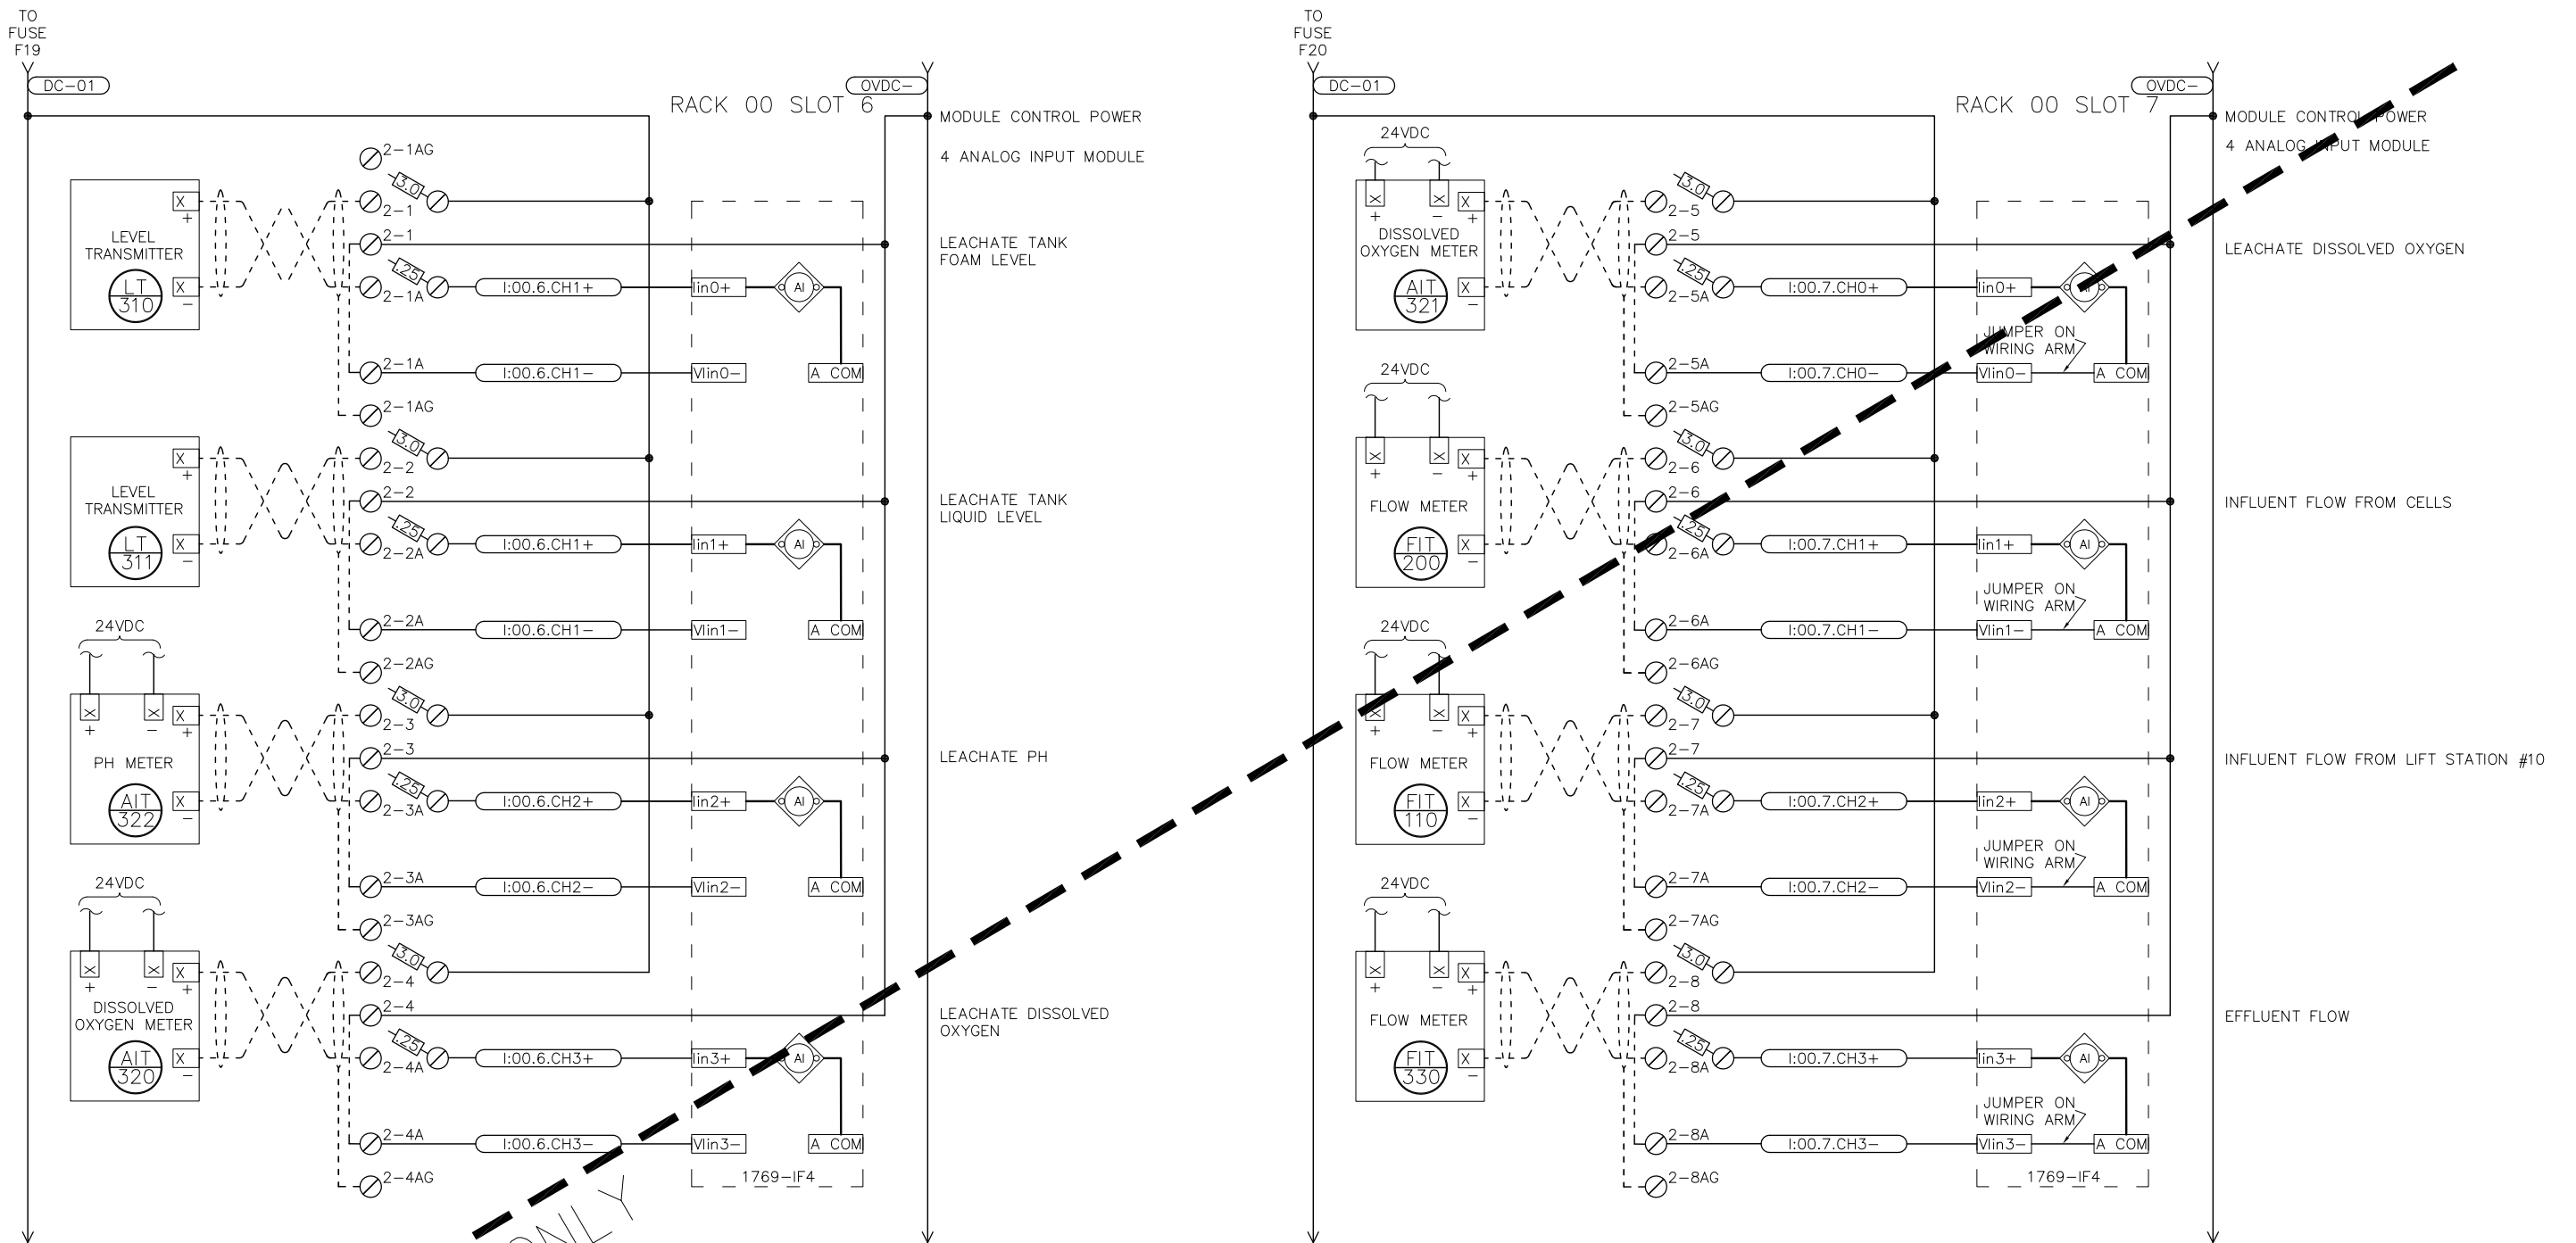 TO
FUSE
F19
DC-01
0VDC-
RACK 00 SLOT 6
MODULE CONTROL POWER
4 ANALOG INPUT MODULE
2-1AG
3.0
X
+
2-1
LEVEL
TRANSMITTER
2-1
LEACHATE TANK
FOAM LEVEL
LT
310
X
-
.25
2-1A
I:00.6.CH1+
Iin0+
AI
2-1A
I:00.6.CH1-
VIin0-
A COM
2-1AG
3.0
X
+
2-2
LEVEL
TRANSMITTER
2-2
LEACHATE TANK
LIQUID LEVEL
LT
311
X
-
.25
2-2A
I:00.6.CH1+
Iin1+
AI
2-2A
I:00.6.CH1-
VIin1-
A COM
24VDC
2-2AG
3.0
X
X
X
+
-
+
2-3
PH METER
2-3
LEACHATE PH
AIT
322
X
-
.25
2-3A
I:00.6.CH2+
Iin2+
AI
2-3A
I:00.6.CH2-
VIin2-
A COM
24VDC
2-3AG
3.0
X
X
X
+
-
+
2-4
DISSOLVED
OXYGEN METER
2-4
LEACHATE DISSOLVED
OXYGEN
AIT
320
X
-
.25
2-4A
I:00.6.CH3+
Iin3+
AI
2-4A
I:00.6.CH3-
VIin3-
A COM
2-4AG
1769-IF4
ONLY
TO
FUSE
F20
DC-01
0VDC-
RACK 00 SLOT 7
MODULE CONTROL POWER
4 ANALOG INPUT MODULE
24VDC
3.0
X
X
X
+
-
+
2-5
DISSOLVED
OXYGEN METER
2-5
LEACHATE DISSOLVED OXYGEN
AIT
321
X
-
.25
2-5A
I:00.7.CH0+
Iin0+
AI
JUMPER ON
WIRING ARM
2-5A
I:00.7.CH0-
VIin0-
A COM
24VDC
2-5AG
3.0
X
X
X
+
-
+
2-6
FLOW METER
2-6
INFLUENT FLOW FROM CELLS
FIT
200
X
-
.25
2-6A
I:00.7.CH1+
Iin1+
AI
JUMPER ON
WIRING ARM
2-6A
I:00.7.CH1-
VIin1-
A COM
24VDC
2-6AG
3.0
X
X
X
+
-
+
2-7
FLOW METER
2-7
INFLUENT FLOW FROM LIFT STATION #10
FIT
110
X
-
.25
2-7A
I:00.7.CH2+
Iin2+
AI
JUMPER ON
WIRING ARM
2-7A
I:00.7.CH2-
VIin2-
A COM
24VDC
2-7AG
3.0
X
X
X
+
-
+
2-8
FLOW METER
2-8
EFFLUENT FLOW
FIT
330
X
-
.25
2-8A
I:00.7.CH3+
Iin3+
AI
JUMPER ON
WIRING ARM
2-8A
I:00.7.CH3-
VIin3-
A COM
2-8AG
1769-IF4